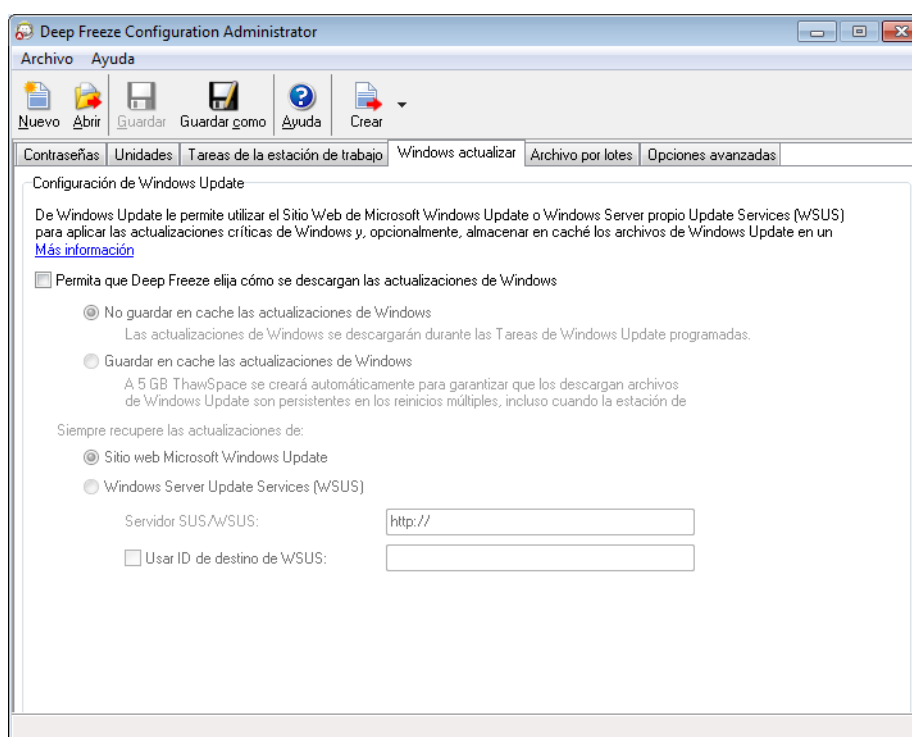 Deep Freeze Configuration Administrator
Archivo Ayuda
Nuevo Abrir Guardar Guardar como Ayuda Crear
Contraseñas Unidades Tareas de la estación de trabajo Windows actualizar Archivo por lotes Opciones avanzadas
Configuración de Windows Update
De Windows Update le permite utilizar el Sitio Web de Microsoft Windows Update o Windows Server propio Update Services (WSUS)
para aplicar las actualizaciones críticas de Windows y, opcionalmente, almacenar en caché los archivos de Windows Update en un
Más información
Permita que Deep Freeze elija cómo se descargan las actualizaciones de Windows
No guardar en cache las actualizaciones de Windows
Las actualizaciones de Windows se descargarán durante las Tareas de Windows Update programadas.
Guardar en cache las actualizaciones de Windows
A 5 GB ThawSpace se creará automáticamente para garantizar que los descargan archivos
de Windows Update son persistentes en los reinicios múltiples, incluso cuando la estación de
Siempre recupere las actualizaciones de:
Sitio web Microsoft Windows Update
Windows Server Update Services (WSUS)
Servidor SUS/WSUS: http://
Usar ID de destino de WSUS: